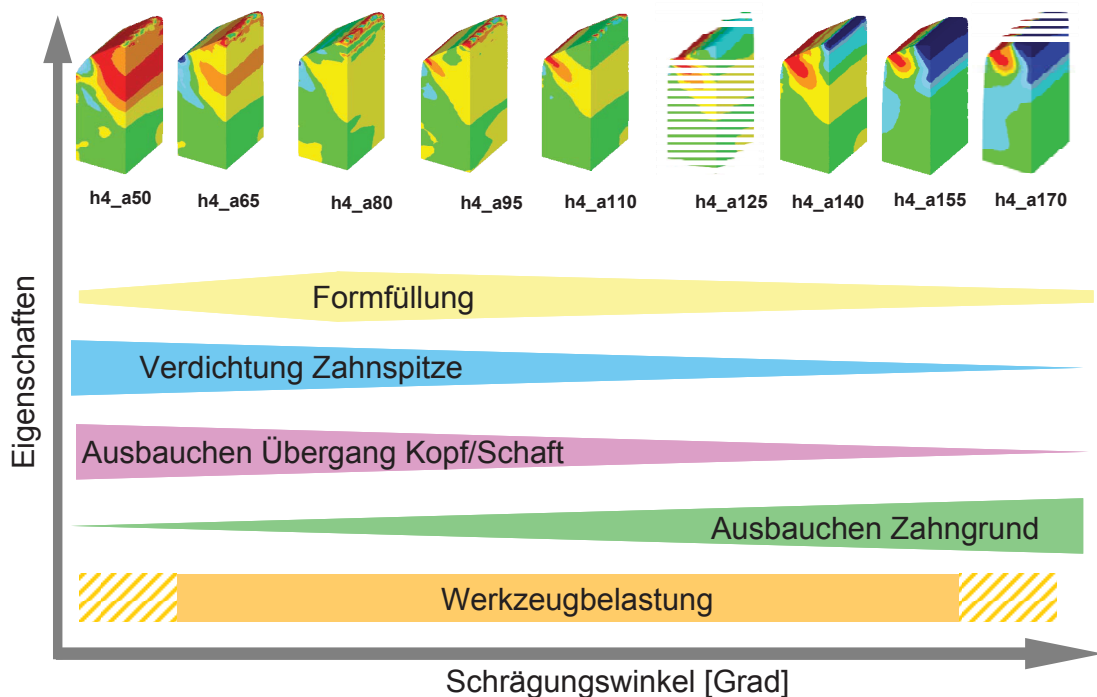 h4_a50
h4_a65
h4_a80
h4_a95
h4_a110
h4_a125
h4_a140
h4_a155
h4_a170
Eigenschaften
Formfüllung
Verdichtung Zahnspitze
Ausbauchen Übergang Kopf/Schaft
Ausbauchen Zahngrund
Werkzeugbelastung
Schrägungswinkel [Grad]